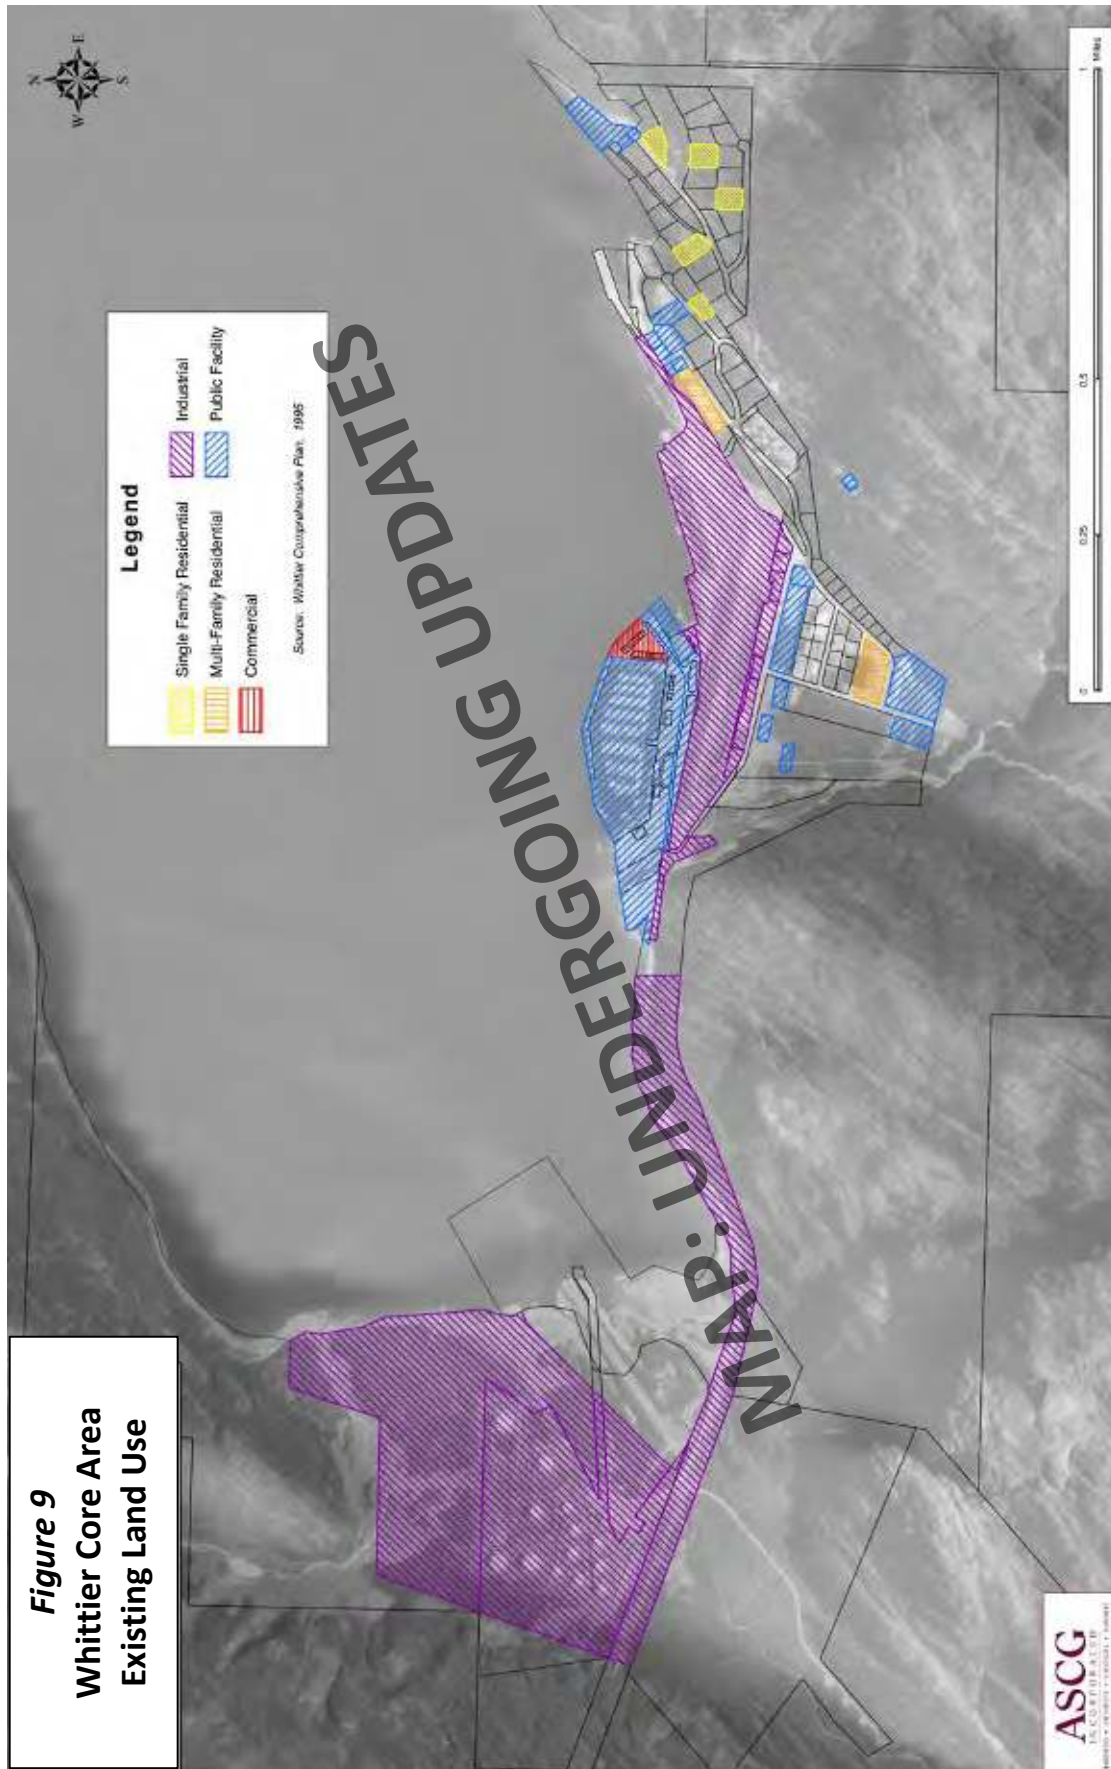 Figure 9
Whittier Core Area
Existing Land Use
N
E
S
W
Legend
Single Family Residential
Multi-Family Residential
Commercial
Industrial
Public Facility
Source: Whittier Comprehensive Plan, 1995
MAP: UNDERGOING UPDATES
0
0.25
0.5
1
Miles
ASCG
INCORPORATED